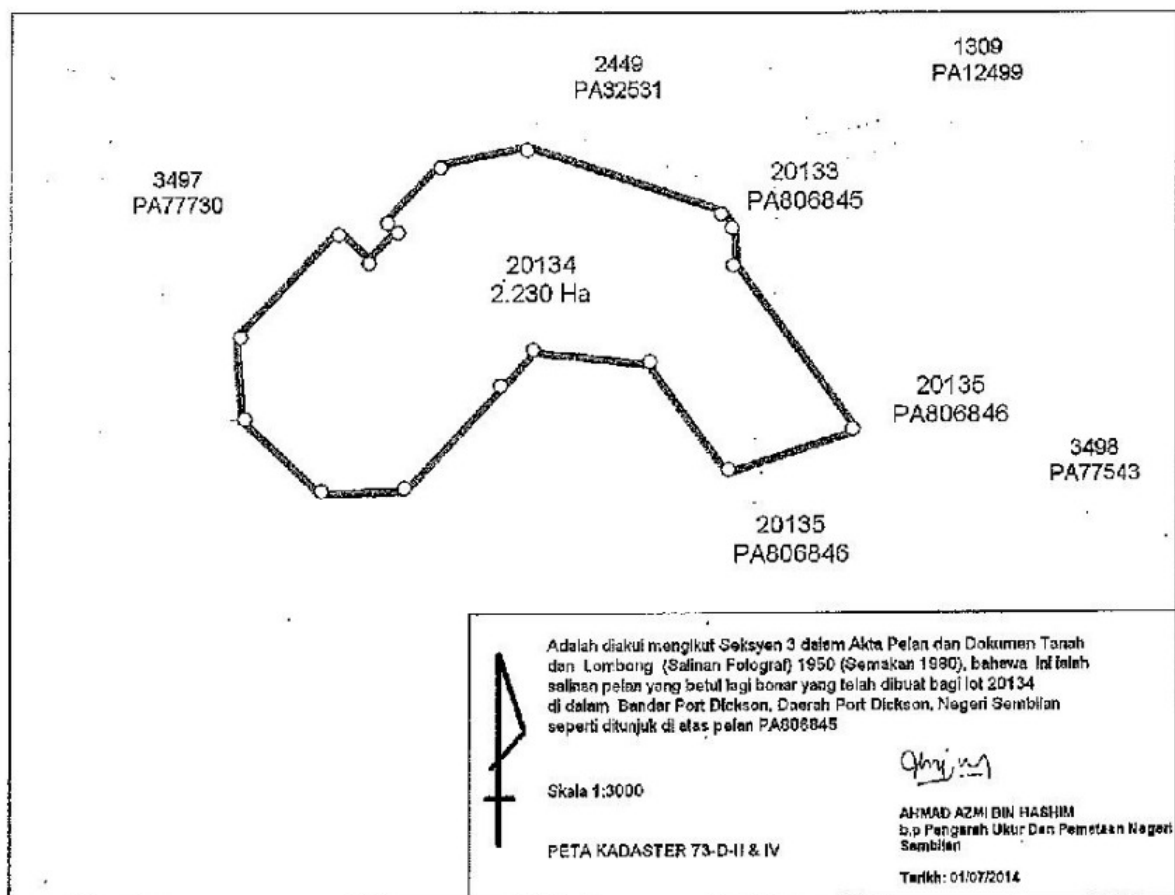 2449
PA32531
1309
PA12499
3497
PA77730
20133
PA806845
20134
2.230 Ha
20135
PA806846
3498
PA77543
20135
PA806846
Adalah diakui mengikut Seksyen 3 dalam Akta Pelan dan Dokumen Tanah
dan Lombong (Salinan Fotograf) 1950 (Semakan 1980), bahawa Ini ialah
salinan pelan yang betul lagi benar yang telah dibuat bagi lot 20134
di dalam Bandar Port Dickson, Daerah Port Dickson, Negeri Sembilan
seperti ditunjuk di atas pelan PA806845
Skala 1:3000
PETA KADASTER 73-D-II & IV
AHMAD AZMI BIN HASHIM
b.p Pengarah Ukur Dan Pemetaan Negeri
Sembilan
Tarikh: 01/07/2014